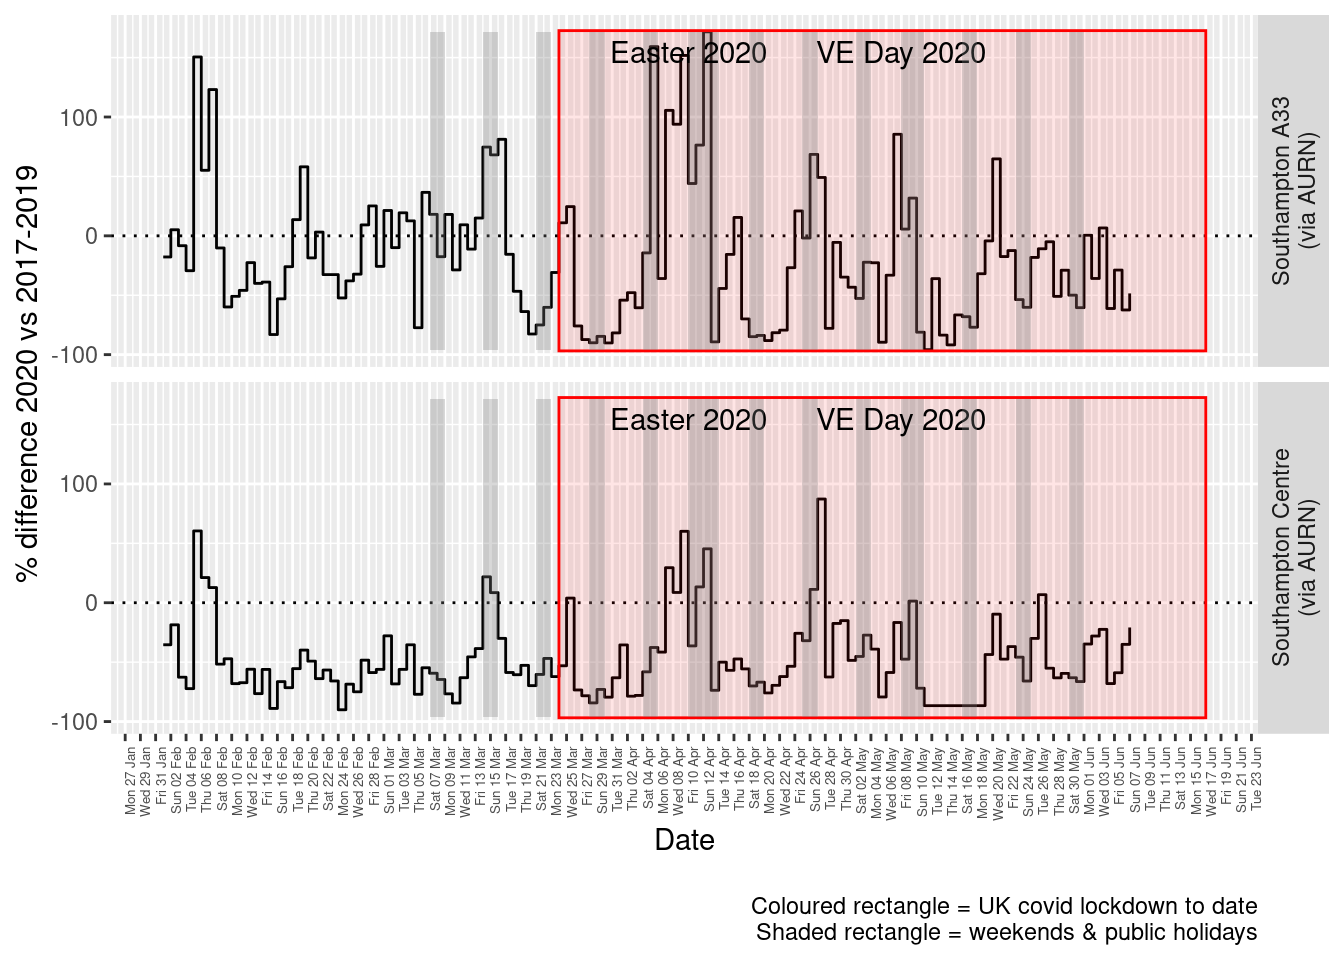 % difference 2020 vs 2017-2019
Easter 2020 VE Day 2020
100
0
-100
Southampton A33
(via AURN)
Easter 2020 VE Day 2020
100
0
-100
Southampton Centre
(via AURN)
Mon 27 Jan
Wed 29 Jan
Fri 31 Jan
Sun 02 Feb
Tue 04 Feb
Thu 06 Feb
Sat 08 Feb
Mon 10 Feb
Wed 12 Feb
Fri 14 Feb
Sun 16 Feb
Tue 18 Feb
Thu 20 Feb
Sat 22 Feb
Mon 24 Feb
Wed 26 Feb
Fri 28 Feb
Sun 01 Mar
Tue 03 Mar
Thu 05 Mar
Sat 07 Mar
Mon 09 Mar
Wed 11 Mar
Fri 13 Mar
Sun 15 Mar
Tue 17 Mar
Thu 19 Mar
Sat 21 Mar
Mon 23 Mar
Wed 25 Mar
Fri 27 Mar
Sun 29 Mar
Tue 31 Mar
Thu 02 Apr
Sat 04 Apr
Mon 06 Apr
Wed 08 Apr
Fri 10 Apr
Sun 12 Apr
Tue 14 Apr
Thu 16 Apr
Sat 18 Apr
Mon 20 Apr
Wed 22 Apr
Fri 24 Apr
Sun 26 Apr
Tue 28 Apr
Thu 30 Apr
Sat 02 May
Mon 04 May
Wed 06 May
Fri 08 May
Sun 10 May
Tue 12 May
Thu 14 May
Sat 16 May
Mon 18 May
Wed 20 May
Fri 22 May
Sun 24 May
Tue 26 May
Thu 28 May
Sat 30 May
Mon 01 Jun
Wed 03 Jun
Fri 05 Jun
Sun 07 Jun
Tue 09 Jun
Thu 11 Jun
Sat 13 Jun
Mon 15 Jun
Wed 17 Jun
Fri 19 Jun
Sun 21 Jun
Tue 23 Jun
Date
Coloured rectangle = UK covid lockdown to date
Shaded rectangle = weekends & public holidays